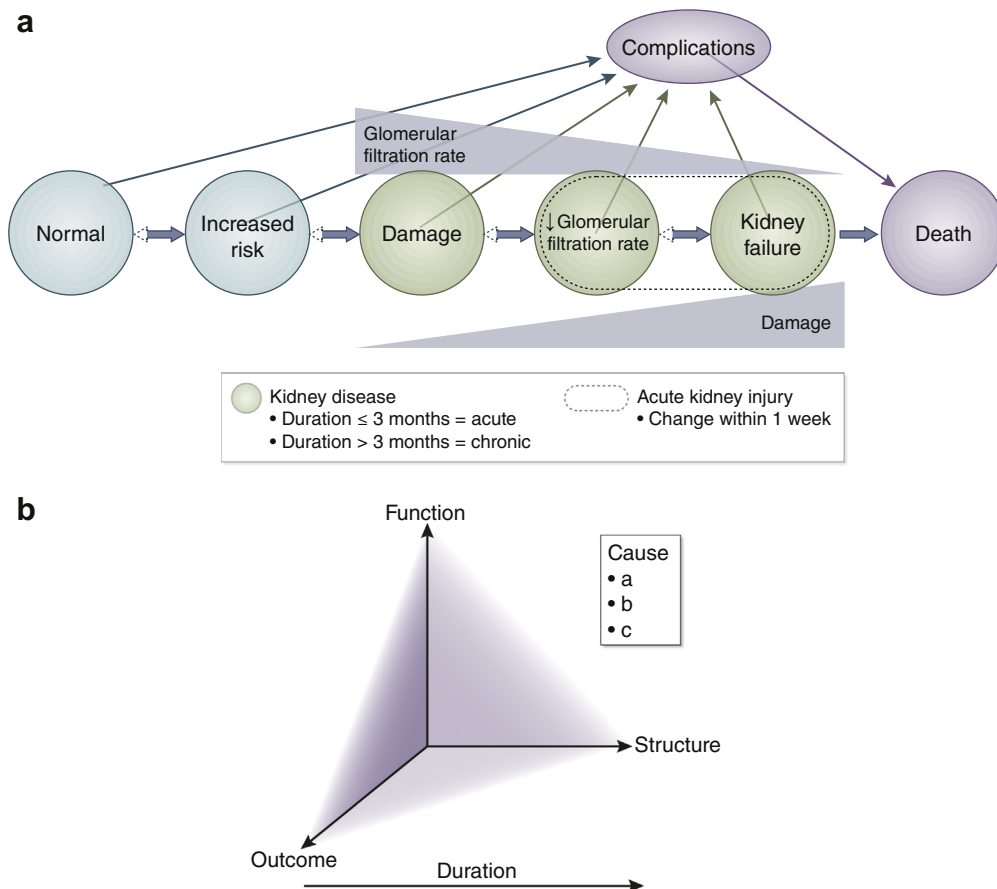 a
Complications
Glomerular
filtration rate
Normal
Increased
risk
Damage
↓ Glomerular
filtration rate
Kidney
failure
Death
Damage
Kidney disease
• Duration ≤ 3 months = acute
• Duration > 3 months = chronic
Acute kidney injury
• Change within 1 week
b
Function
Cause
• a
• b
• c
Structure
Outcome
Duration